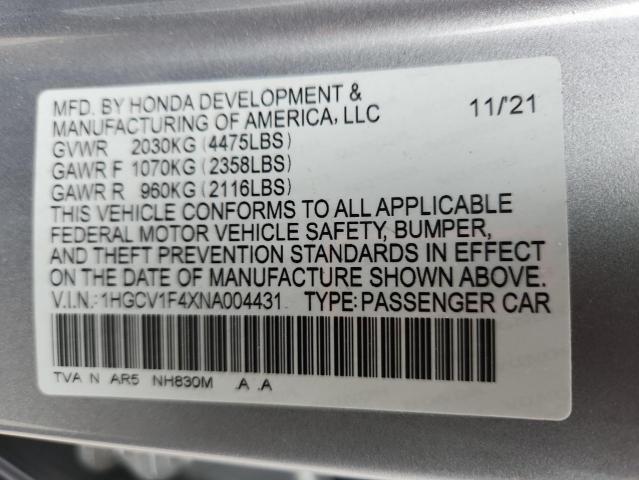 MFD. BY HONDA DEVELOPMENT &
MANUFACTURING OF AMERICA, LLC 11/'21
GVWR 2030KG (4475LBS)
GAWR F 1070KG (2358LBS)
GAWR R 960KG (2116LBS)
THIS VEHICLE CONFORMS TO ALL APPLICABLE
FEDERAL MOTOR VEHICLE SAFETY, BUMPER,
AND THEFT PREVENTION STANDARDS IN EFFECT
ON THE DATE OF MANUFACTURE SHOWN ABOVE.
V.I.N.: 1HGCV1F4XNA004431 TYPE: PASSENGER CAR
TVA N AR5 NH830M .A .A